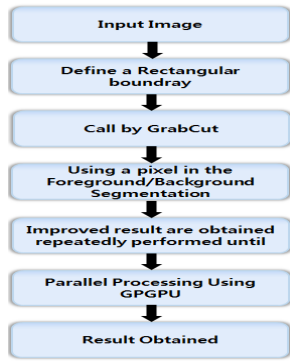 Input Image
Define a Rectangular
boundray
Call by GrabCut
Using a pixel in the
Foreground/Background
Segmentation
Improved result are obtained
repeatedly performed until
Parallel Processing Using
GPGPU
Result Obtained